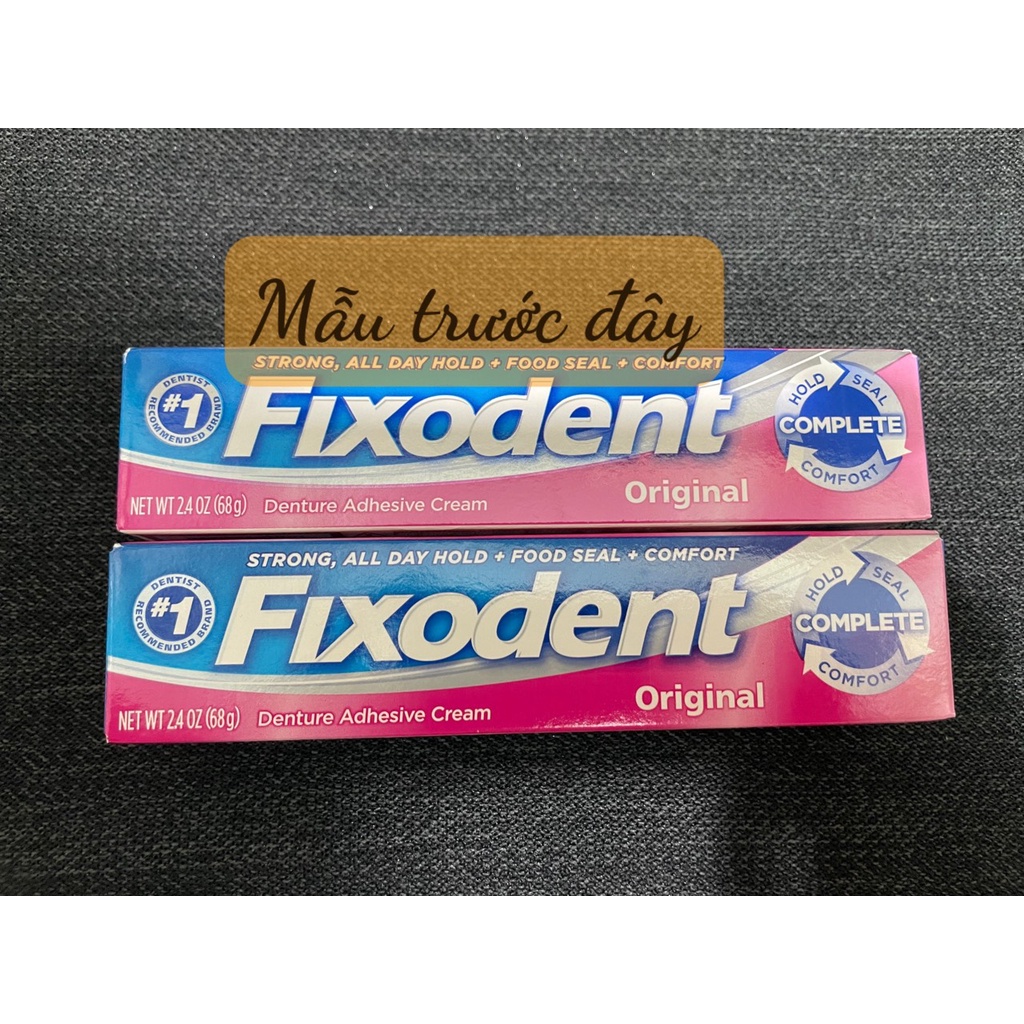 Mẫu trước đây
STRONG, ALL DAY HOLD + FOOD SEAL + COMFORT
#1
DENTIST RECOMMENDED BRAND
Fixodent
HOLD SEAL COMFORT
COMPLETE
Original
NET WT 2.4 OZ (68g) Denture Adhesive Cream
STRONG, ALL DAY HOLD + FOOD SEAL + COMFORT
#1
DENTIST RECOMMENDED BRAND
Fixodent
HOLD SEAL COMFORT
COMPLETE
Original
NET WT 2.4 OZ (68g) Denture Adhesive Cream